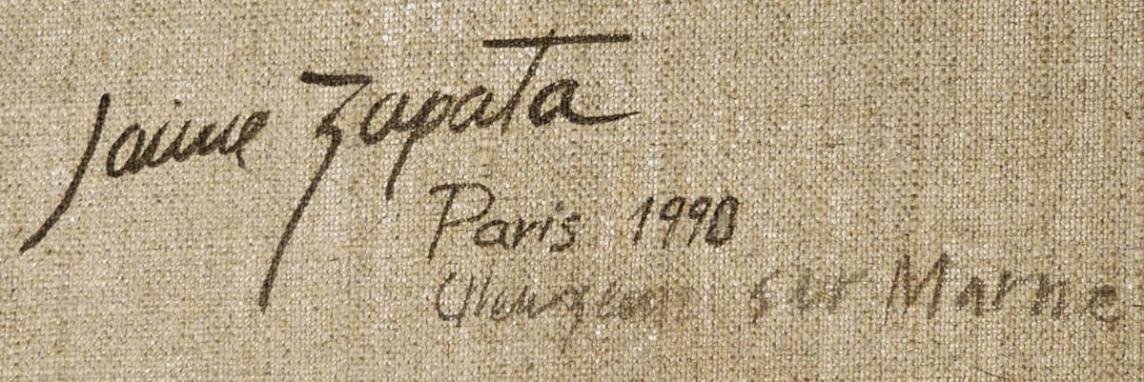 Jaime Zapata
Paris 1990
sur Marne